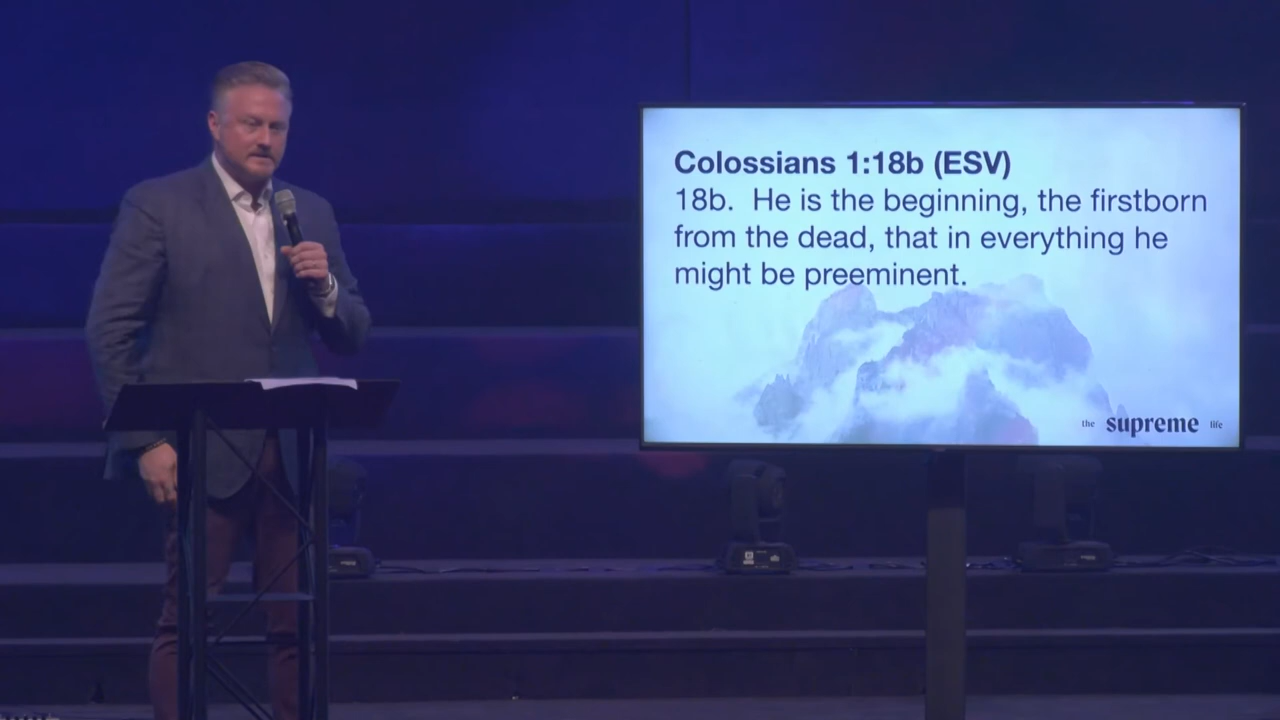 Colossians 1:18b (ESV)
18b.  He is the beginning, the firstborn
from the dead, that in everything he
might be preeminent.
the supreme life